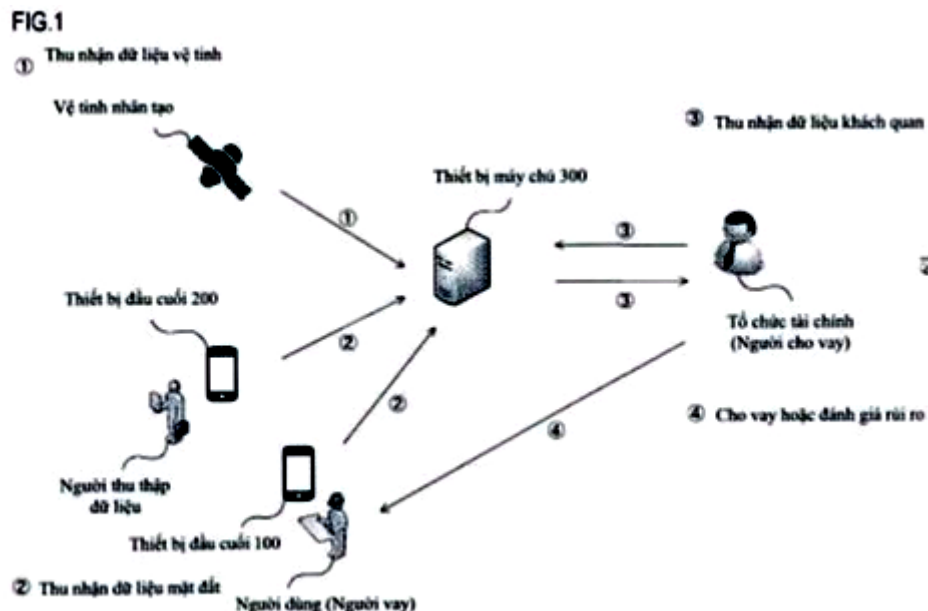 FIG.1
① Thu nhận dữ liệu vệ tinh
Vệ tinh nhân tạo
③ Thu nhận dữ liệu khách quan
Thiết bị máy chủ 300
①
③
③
Thiết bị đầu cuối 200
②
Tổ chức tài chính
(Người cho vay)
②
④
④ Cho vay hoặc đánh giá rủi ro
Người thu thập
dữ liệu
Thiết bị đầu cuối 100
② Thu nhận dữ liệu mặt đất
Người dùng (Người vay)